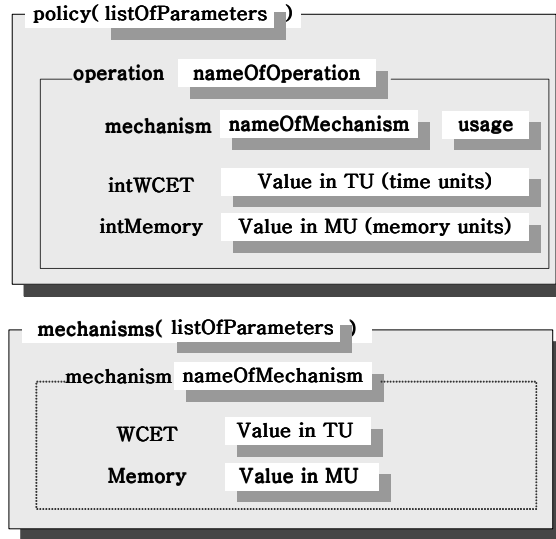 policy( listOfParameters )
operation nameOfOperation
mechanism nameOfMechanism usage
intWCET Value in TU (time units)
intMemory Value in MU (memory units)
mechanisms( listOfParameters )
mechanism nameOfMechanism
WCET Value in TU
Memory Value in MU